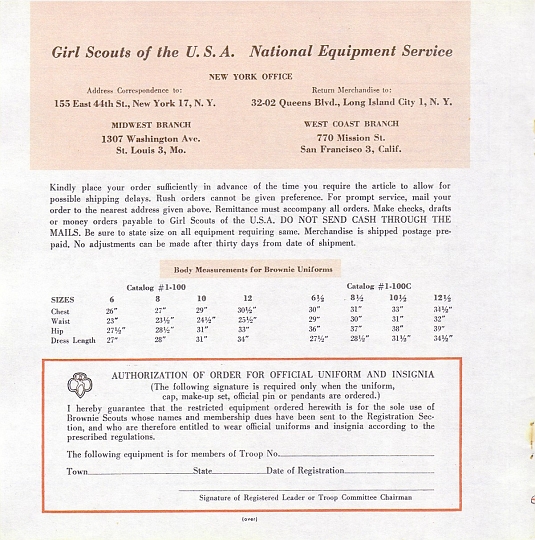 Girl Scouts of the U. S. A. National Equipment Service
NEW YORK OFFICE
Address Correspondence to: Return Merchandise to:
155 East 44th St., New York 17, N. Y. 32-02 Queens Blvd., Long Island City 1, N. Y.
MIDWEST BRANCH WEST COAST BRANCH
1307 Washington Ave. 770 Mission St.
St. Louis 3, Mo. San Francisco 3, Calif.
Kindly place your order sufficiently in advance of the time you require the article to allow for
possible shipping delays. Rush orders cannot be given preference. For prompt service, mail your
order to the nearest address given above. Remittance must accompany all orders. Make checks, drafts
or money orders payable to Girl Scouts of the U.S.A. DO NOT SEND CASH THROUGH THE
MAILS. Be sure to state size on all equipment requiring same. Merchandise is shipped postage pre-
paid. No adjustments can be made after thirty days from date of shipment.
Body Measurements for Brownie Uniforms
Catalog #1-100 Catalog #1-100C
SIZES 6 8 10 12 6½ 8½ 10½ 12½
Chest 26" 27" 29" 30½" 30" 31" 33" 34½"
Waist 23" 23½" 24½" 25½" 29" 30" 31" 32"
Hip 27½" 28½" 31" 33" 36" 37" 38" 39"
Dress Length 27" 28" 31" 34" 27½" 28½" 31½" 34½"
AUTHORIZATION OF ORDER FOR OFFICIAL UNIFORM AND INSIGNIA
(The following signature is required only when the uniform,
cap, make-up set, official pin or pendants are ordered.)
I hereby guarantee that the restricted equipment ordered herewith is for the sole use of
Brownie Scouts whose names and membership dues have been sent to the Registration Sec-
tion, and who are therefore entitled to wear official uniforms and insignia according to the
prescribed regulations.
The following equipment is for members of Troop No.
Town State Date of Registration
Signature of Registered Leader or Troop Committee Chairman
(over)